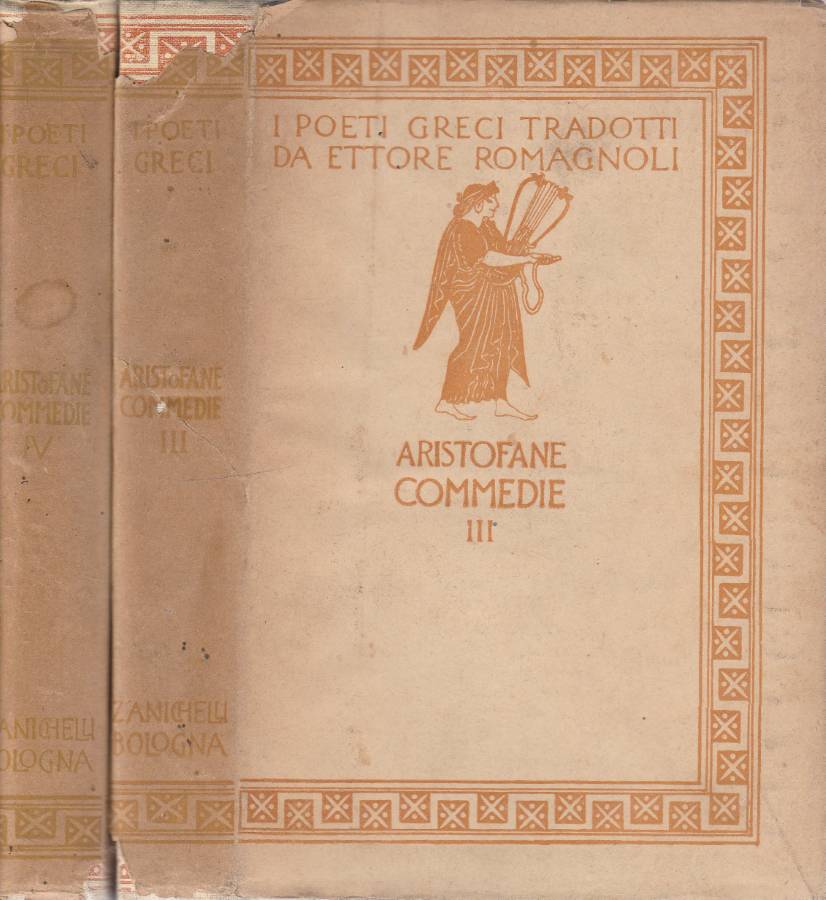 I POETI
GRECI
ARISTOFANE
COMMEDIE
IV
ZANICHELLI
BOLOGNA
I POETI
GRECI
ARISTOFANE
COMMEDIE
III
ZANICHELLI
BOLOGNA
I POETI GRECI TRADOTTI
DA ETTORE ROMAGNOLI
ARISTOFANE
COMMEDIE
III